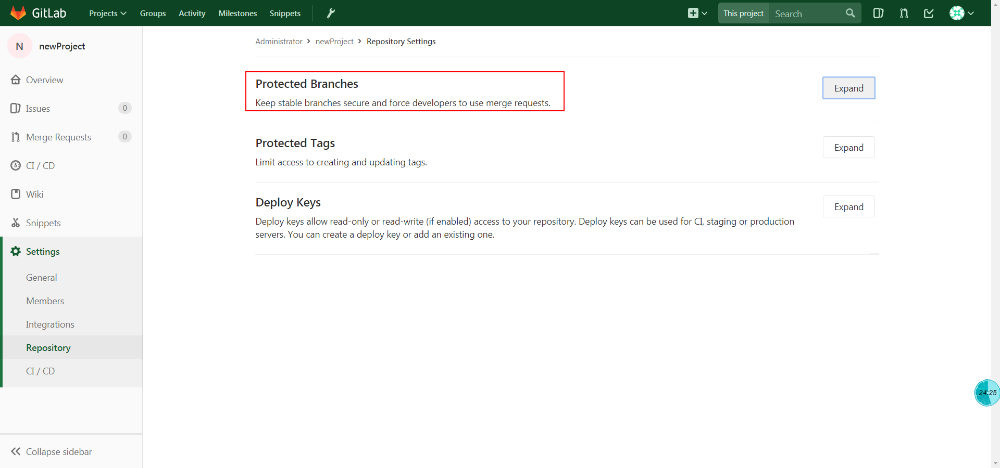 GitLab
Projects Groups Activity Milestones Snippets
This project Search
N newProject
Overview
Issues 0
Merge Requests 0
CI / CD
Wiki
Snippets
Settings
General
Members
Integrations
Repository
CI / CD
Collapse sidebar
Administrator > newProject > Repository Settings
Protected Branches
Expand
Keep stable branches secure and force developers to use merge requests.
Protected Tags
Expand
Limit access to creating and updating tags.
Deploy Keys
Expand
Deploy keys allow read-only or read-write (if enabled) access to your repository. Deploy keys can be used for CI, staging or production
servers. You can create a deploy key or add an existing one.
24:25